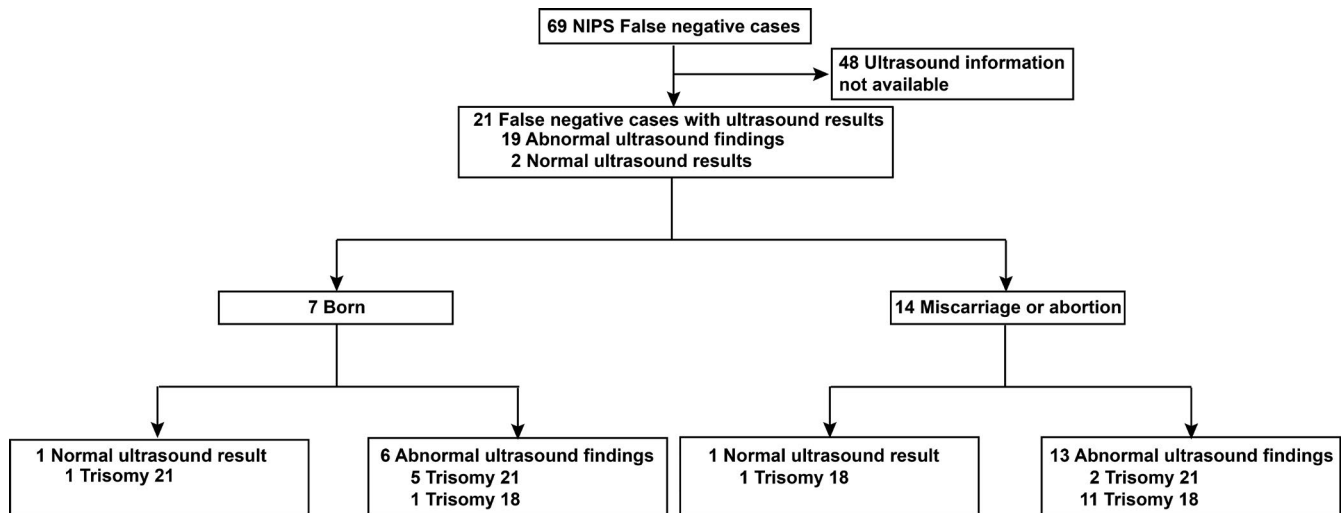 69 NIPS False negative cases
48 Ultrasound information
not available
21 False negative cases with ultrasound results
19 Abnormal ultrasound findings
2 Normal ultrasound results
7 Born
14 Miscarriage or abortion
1 Normal ultrasound result
1 Trisomy 21
6 Abnormal ultrasound findings
5 Trisomy 21
1 Trisomy 18
1 Normal ultrasound result
1 Trisomy 18
13 Abnormal ultrasound findings
2 Trisomy 21
11 Trisomy 18